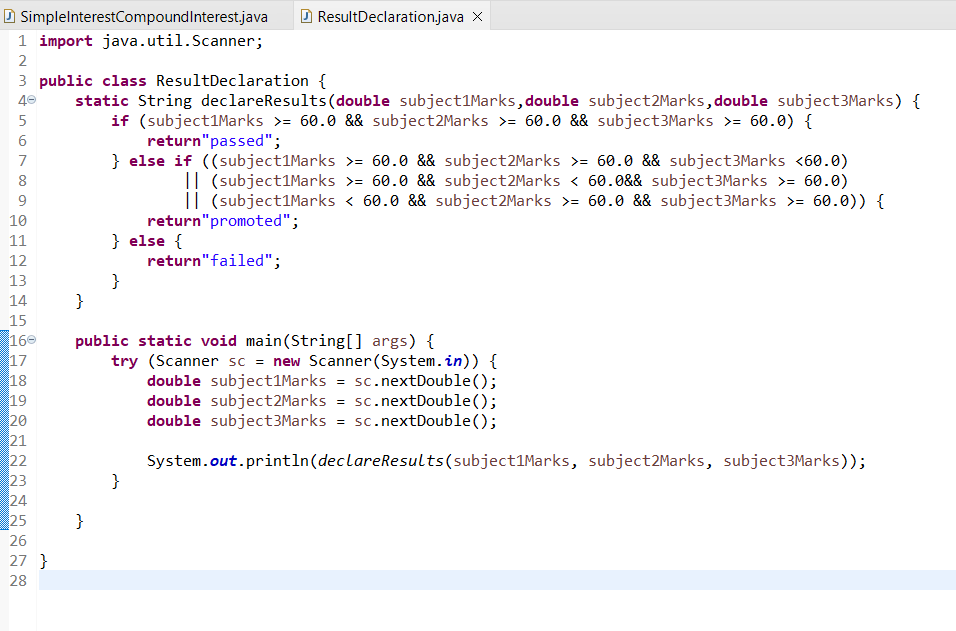 SimpleInterestCompoundInterest.java ResultDeclaration.java
1 import java.util.Scanner;
2
3 public class ResultDeclaration {
4 static String declareResults(double subject1Marks,double subject2Marks,double subject3Marks) {
5 if (subject1Marks >= 60.0 && subject2Marks >= 60.0 && subject3Marks >= 60.0) {
6 return"passed";
7 } else if ((subject1Marks >= 60.0 && subject2Marks >= 60.0 && subject3Marks <60.0)
8 || (subject1Marks >= 60.0 && subject2Marks < 60.0&& subject3Marks >= 60.0)
9 || (subject1Marks < 60.0 && subject2Marks >= 60.0 && subject3Marks >= 60.0)) {
10 return"promoted";
11 } else {
12 return"failed";
13 }
14 }
15
16 public static void main(String[] args) {
17 try (Scanner sc = new Scanner(System.in)) {
18 double subject1Marks = sc.nextDouble();
19 double subject2Marks = sc.nextDouble();
20 double subject3Marks = sc.nextDouble();
21
22 System.out.println(declareResults(subject1Marks, subject2Marks, subject3Marks));
23 }
24
25 }
26
27 }
28